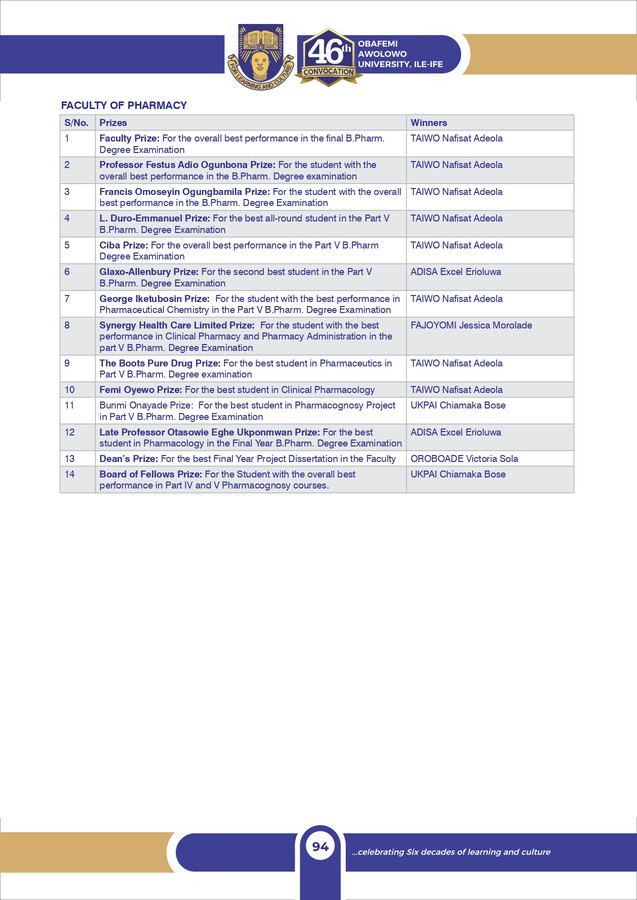 FOR LEARNING AND CULTURE
46th
CONVOCATION
OBAFEMI
AWOLOWO
UNIVERSITY, ILE-IFE
FACULTY OF PHARMACY
S/No. Prizes Winners
1 Faculty Prize: For the overall best performance in the final B.Pharm. TAIWO Nafisat Adeola
Degree Examination
2 Professor Festus Adio Ogunbona Prize: For the student with the TAIWO Nafisat Adeola
overall best performance in the B.Pharm. Degree examination
3 Francis Omoseyin Ogungbamila Prize: For the student with the overall TAIWO Nafisat Adeola
best performance in the B.Pharm. Degree Examination
4 L. Duro-Emmanuel Prize: For the best all-round student in the Part V TAIWO Nafisat Adeola
B.Pharm. Degree Examination
5 Ciba Prize: For the overall best performance in the Part V B.Pharm TAIWO Nafisat Adeola
Degree Examination
6 Glaxo-Allenbury Prize: For the second best student in the Part V ADISA Excel Erioluwa
B.Pharm. Degree Examination
7 George Iketubosin Prize: For the student with the best performance in TAIWO Nafisat Adeola
Pharmaceutical Chemistry in the Part V B.Pharm. Degree Examination
8 Synergy Health Care Limited Prize: For the student with the best FAJOYOMI Jessica Morolade
performance in Clinical Pharmacy and Pharmacy Administration in the
part V B.Pharm. Degree Examination
9 The Boots Pure Drug Prize: For the best student in Pharmaceutics in TAIWO Nafisat Adeola
Part V B.Pharm. Degree examination
10 Femi Oyewo Prize: For the best student in Clinical Pharmacology TAIWO Nafisat Adeola
11 Bunmi Onayade Prize: For the best student in Pharmacognosy Project UKPAI Chiamaka Bose
in Part V B.Pharm. Degree Examination
12 Late Professor Otasowie Eghe Ukponmwan Prize: For the best ADISA Excel Erioluwa
student in Pharmacology in the Final Year B.Pharm. Degree Examination
13 Dean's Prize: For the best Final Year Project Dissertation in the Faculty OROBOADE Victoria Sola
14 Board of Fellows Prize: For the Student with the overall best UKPAI Chiamaka Bose
performance in Part IV and V Pharmacognosy courses.
94
...celebrating Six decades of learning and culture